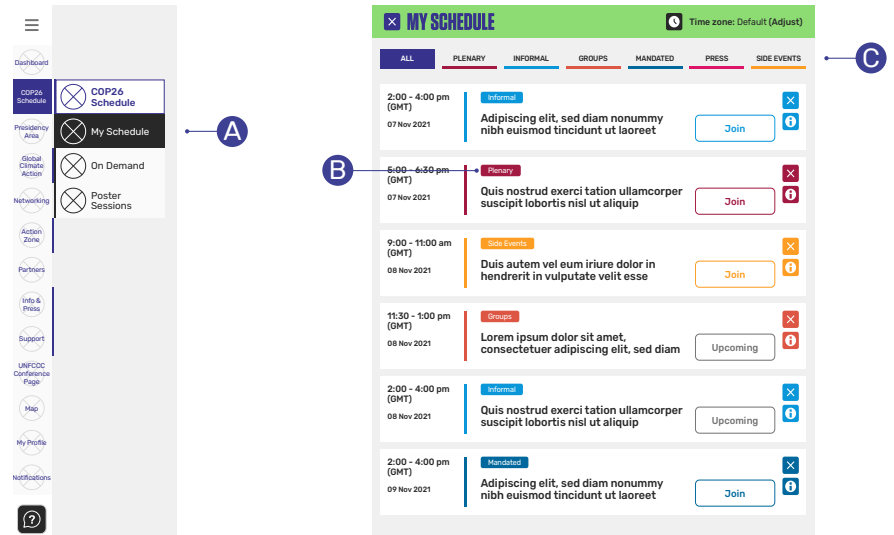 Dashboard
COP26
Schedule
Presidency
Area
Global
Climate
Action
Networking
Action
Zone
Partners
Info &
Press
Support
UNFCCC
Conference
Page
Map
My Profile
Notifications
?
COP26
Schedule
My Schedule
On Demand
Poster
Sessions
A
B
C
MY SCHEDULE
Time zone: Default (Adjust)
ALL PLENARY INFORMAL GROUPS MANDATED PRESS SIDE EVENTS
2:00 - 4:00 pm
(GMT)
07 Nov 2021
Informal
Adipiscing elit, sed diam nonummy
nibh euismod tincidunt ut laoreet
Join
5:00 - 6:30 pm
(GMT)
07 Nov 2021
Plenary
Quis nostrud exerci tation ullamcorper
suscipit lobortis nisl ut aliquip
Join
9:00 - 11:00 am
(GMT)
08 Nov 2021
Side Events
Duis autem vel eum iriure dolor in
hendrerit in vulputate velit esse
Join
11:30 - 1:00 pm
(GMT)
08 Nov 2021
Groups
Lorem ipsum dolor sit amet,
consectetuer adipiscing elit, sed diam
Upcoming
2:00 - 4:00 pm
(GMT)
08 Nov 2021
Informal
Quis nostrud exerci tation ullamcorper
suscipit lobortis nisl ut aliquip
Upcoming
2:00 - 4:00 pm
(GMT)
09 Nov 2021
Mandated
Adipiscing elit, sed diam nonummy
nibh euismod tincidunt ut laoreet
Join